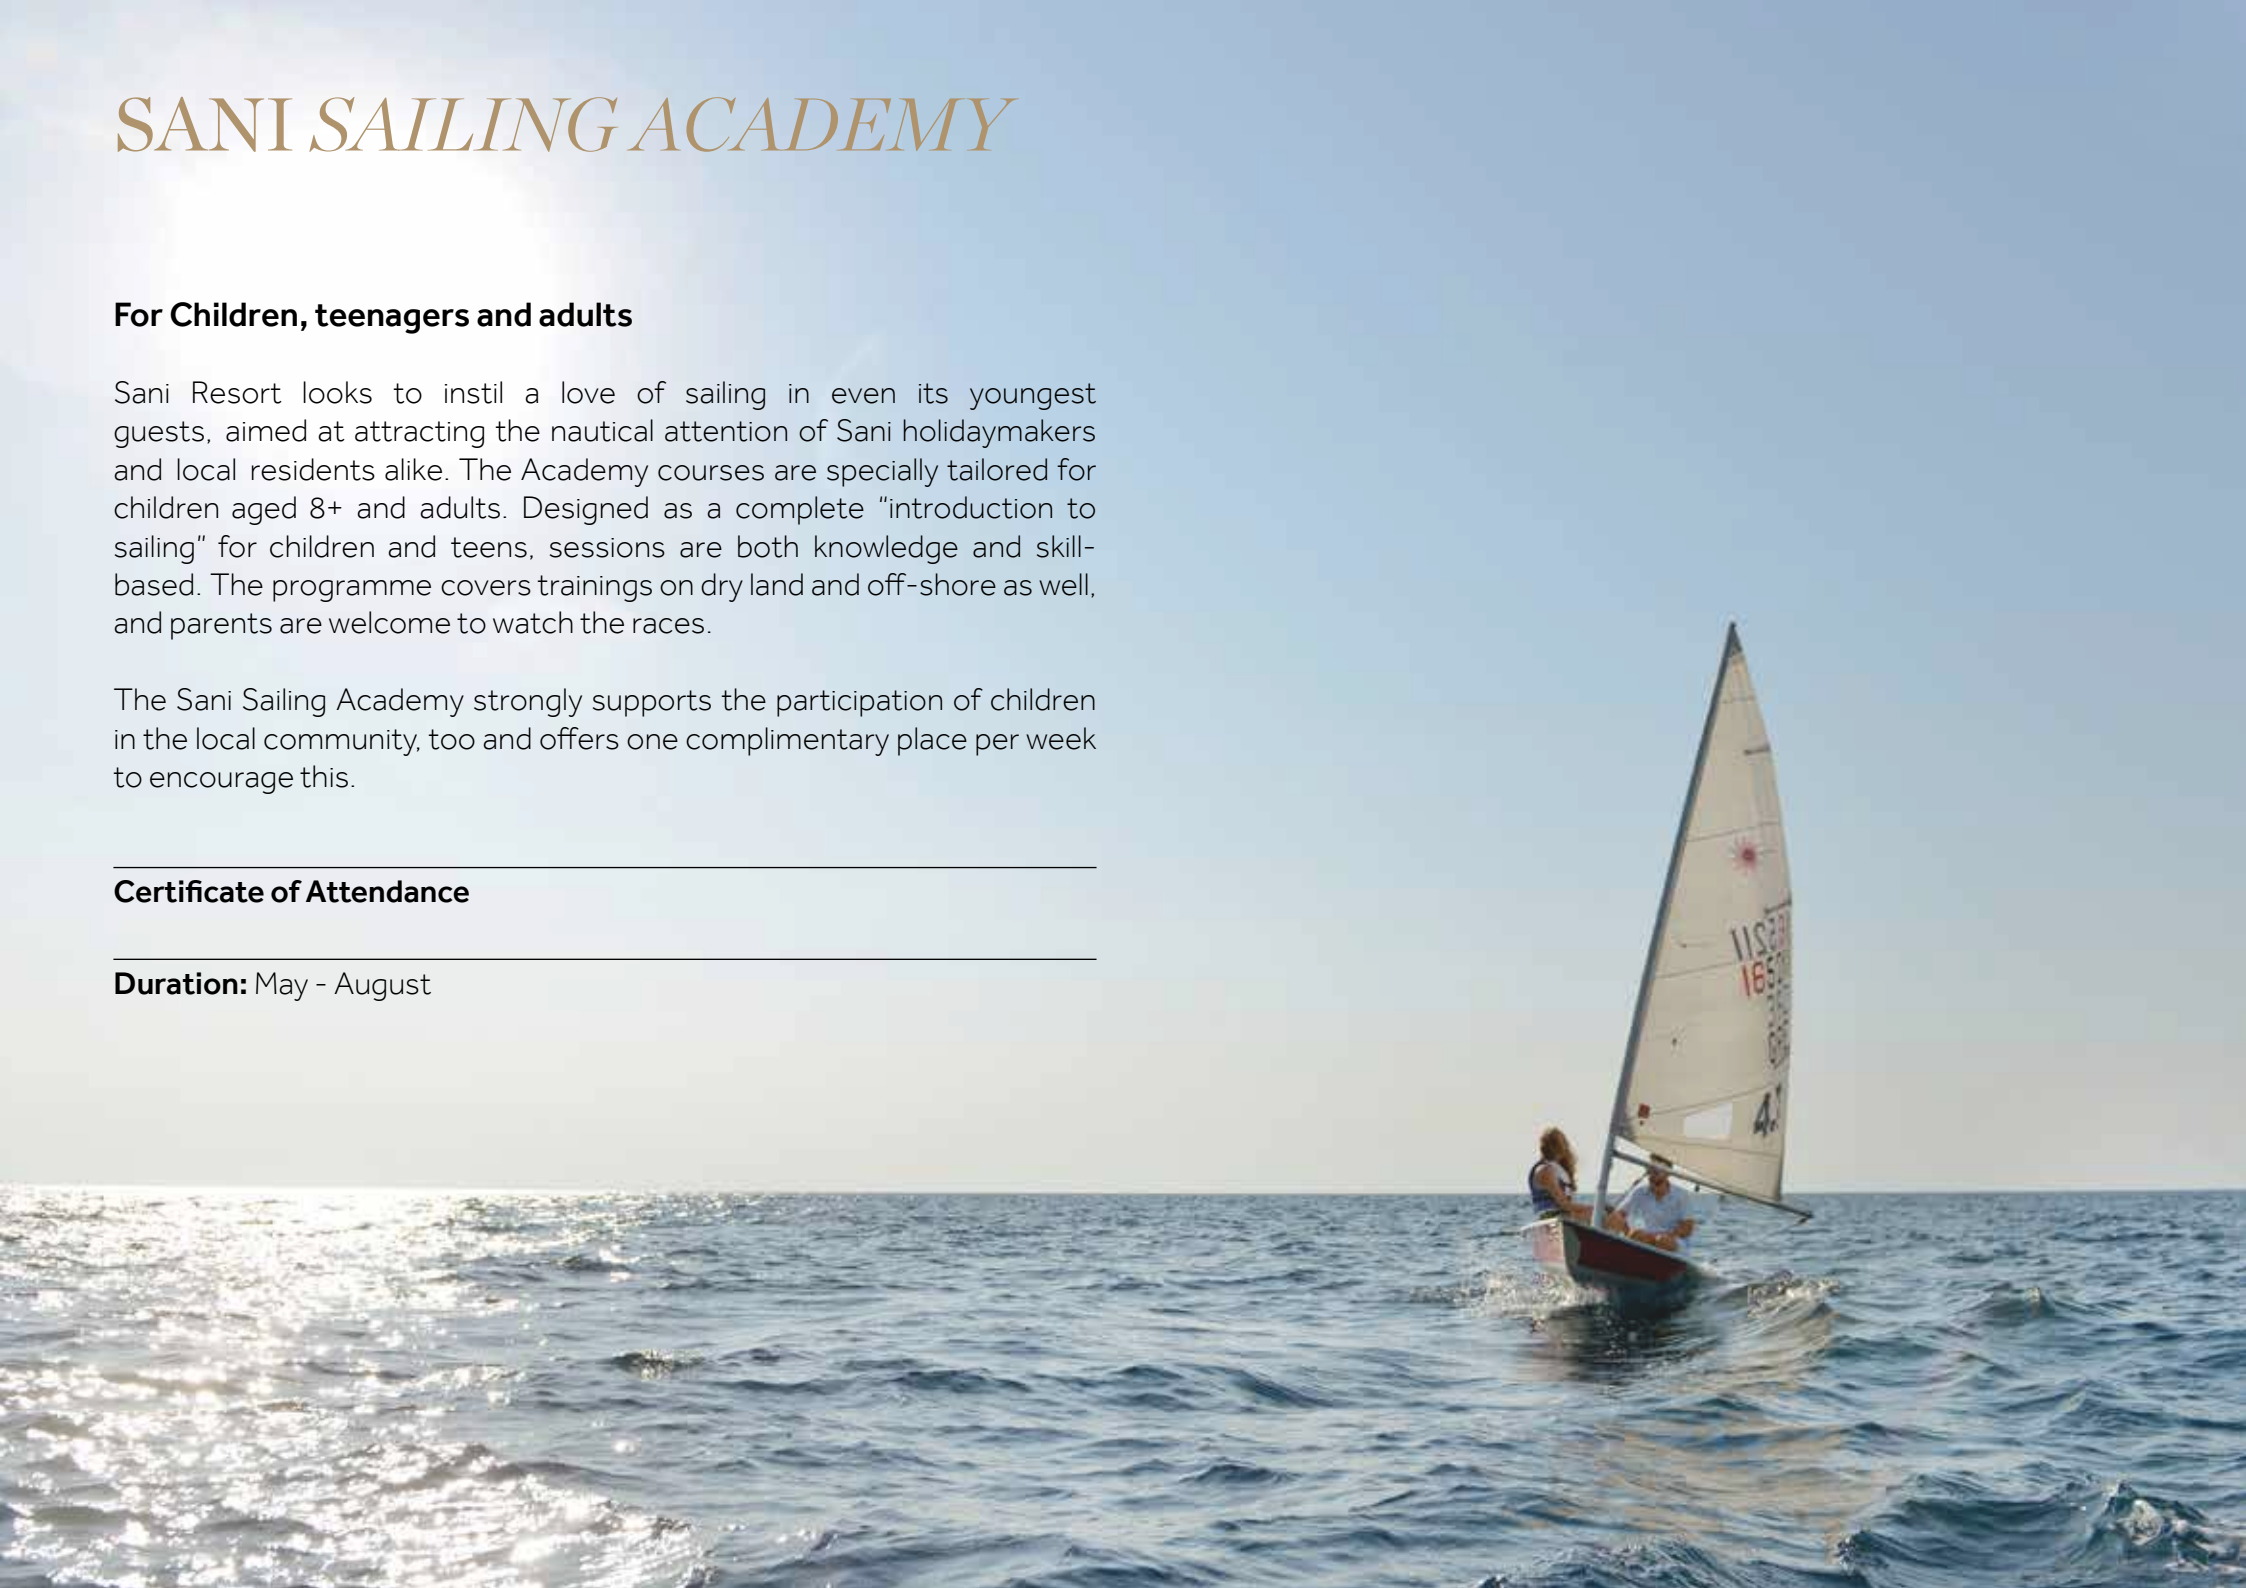 SANI SAILING ACADEMY
For Children, teenagers and adults
Sani Resort looks to instil a love of sailing in even its youngest
guests, aimed at attracting the nautical attention of Sani holidaymakers
and local residents alike. The Academy courses are specially tailored for
children aged 8+ and adults. Designed as a complete "introduction to
sailing" for children and teens, sessions are both knowledge and skill-
based. The programme covers trainings on dry land and off-shore as well,
and parents are welcome to watch the races.
The Sani Sailing Academy strongly supports the participation of children
in the local community, too and offers one complimentary place per week
to encourage this.
Certificate of Attendance
Duration: May - August